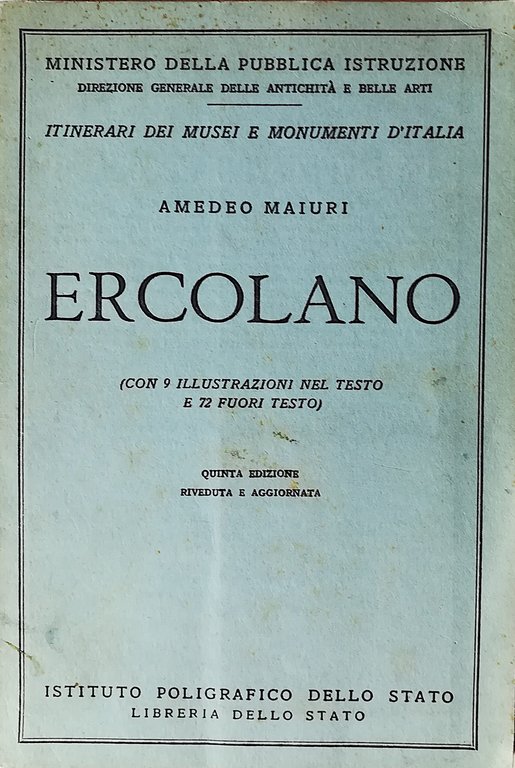 MINISTERO DELLA PUBBLICA ISTRUZIONE
DIREZIONE GENERALE DELLE ANTICHITÀ E BELLE ARTI
ITINERARI DEI MUSEI E MONUMENTI D'ITALIA
AMEDEO MAIURI
ERCOLANO
(CON 9 ILLUSTRAZIONI NEL TESTO
E 72 FUORI TESTO)
QUINTA EDIZIONE
RIVEDUTA E AGGIORNATA
ISTITUTO POLIGRAFICO DELLO STATO
LIBRERIA DELLO STATO